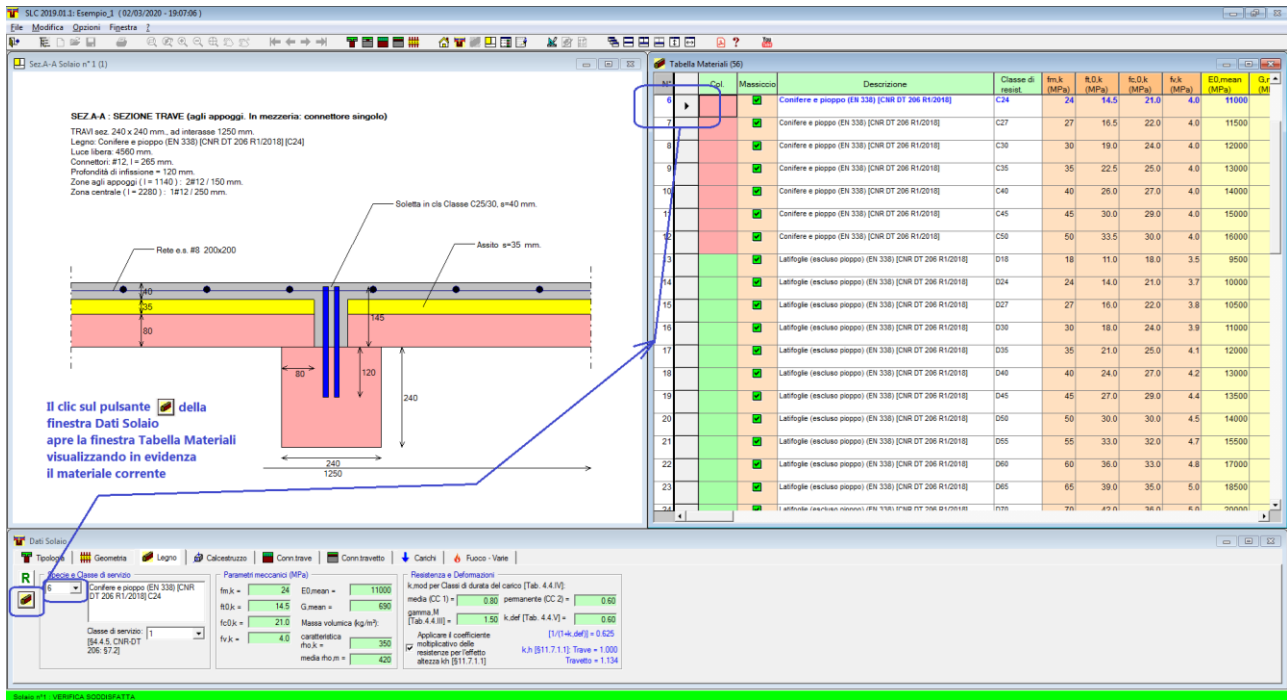 SLC 2019.01.1: Esempio_1 ( 02/03/2020 - 19:07:06 )
File Modifica Opzioni Finestra ?
Sez.A-A Solaio n° 1 (1)
SEZ.A-A : SEZIONE TRAVE (agli appoggi. In mezzeria: connettore singolo)
TRAVI sez. 240 x 240 mm., ad interasse 1250 mm.
Legno: Conifere e pioppo (EN 338) [CNR DT 206 R1/2018] [C24]
Luce libera: 4560 mm.
Connettori: #12, l = 265 mm.
Profondità di infissione = 120 mm.
Zone agli appoggi ( l = 1140 ) : 2#12 / 150 mm.
Zona centrale ( l = 2280 ) : 1#12 / 250 mm.
Soletta in cls Classe C25/30, s=40 mm.
Rete e.s. #8 200x200
Assito s=35 mm.
40
35
80
145
80
120
240
240
1250
Il clic sul pulsante della
finestra Dati Solaio
apre la finestra Tabella Materiali
visualizzando in evidenza
il materiale corrente
Tabella Materiali (56)
N° Col. Massiccio Descrizione Classe di resist. fm,k (MPa) ft,0,k (MPa) fc,0,k (MPa) fv,k (MPa) E0,mean (MPa)
6 Conifere e pioppo (EN 338) [CNR DT 206 R1/2018] C24 24 14.5 21.0 4.0 11000
7 Conifere e pioppo (EN 338) [CNR DT 206 R1/2018] C27 27 16.5 22.0 4.0 11500
8 Conifere e pioppo (EN 338) [CNR DT 206 R1/2018] C30 30 19.0 24.0 4.0 12000
9 Conifere e pioppo (EN 338) [CNR DT 206 R1/2018] C35 35 22.5 25.0 4.0 13000
10 Conifere e pioppo (EN 338) [CNR DT 206 R1/2018] C40 40 26.0 27.0 4.0 14000
11 Conifere e pioppo (EN 338) [CNR DT 206 R1/2018] C45 45 30.0 29.0 4.0 15000
12 Conifere e pioppo (EN 338) [CNR DT 206 R1/2018] C50 50 33.5 30.0 4.0 16000
13 Latifoglie (escluso pioppo) (EN 338) [CNR DT 206 R1/2018] D18 18 11.0 18.0 3.5 9500
14 Latifoglie (escluso pioppo) (EN 338) [CNR DT 206 R1/2018] D24 24 14.0 21.0 3.7 10000
15 Latifoglie (escluso pioppo) (EN 338) [CNR DT 206 R1/2018] D27 27 16.0 22.0 3.8 10500
16 Latifoglie (escluso pioppo) (EN 338) [CNR DT 206 R1/2018] D30 30 18.0 24.0 3.9 11000
17 Latifoglie (escluso pioppo) (EN 338) [CNR DT 206 R1/2018] D35 35 21.0 25.0 4.1 12000
18 Latifoglie (escluso pioppo) (EN 338) [CNR DT 206 R1/2018] D40 40 24.0 27.0 4.2 13000
19 Latifoglie (escluso pioppo) (EN 338) [CNR DT 206 R1/2018] D45 45 27.0 29.0 4.4 13500
20 Latifoglie (escluso pioppo) (EN 338) [CNR DT 206 R1/2018] D50 50 30.0 30.0 4.5 14000
21 Latifoglie (escluso pioppo) (EN 338) [CNR DT 206 R1/2018] D55 55 33.0 32.0 4.7 15500
22 Latifoglie (escluso pioppo) (EN 338) [CNR DT 206 R1/2018] D60 60 36.0 33.0 4.8 17000
23 Latifoglie (escluso pioppo) (EN 338) [CNR DT 206 R1/2018] D65 65 39.0 35.0 5.0 18500
24 Latifoglie (escluso pioppo) (EN 338) [CNR DT 206 R1/2018] D70 70 42.0 36.0 5.0 20000
Dati Solaio
Tipologia Geometria Legno Calcestruzzo Conn.trave Conn.travetto Carichi Fuoco - Varie
R
Specie e Classe di servizio
6
Conifere e pioppo (EN 338) [CNR
DT 206 R1/2018] C24
Classe di servizio: 1
[§4.4.5, CNR-DT
206: §7.2]
Parametri meccanici (MPa)
fm,k = 24 E0,mean = 11000
ft0,k = 14.5 G,mean = 690
fc0,k = 21.0 Massa volumica (kg/m³):
fv,k = 4.0 caratteristica rho,k = 350
media rho,m = 420
Resistenza e Deformazioni
k,mod per Classi di durata del carico [Tab. 4.4.IV]:
media (CC 1) = 0.80 permanente (CC 2) = 0.60
gamma,M [Tab.4.4.III] = 1.50 k,def [Tab. 4.4.V] = 0.60
Applicare il coefficiente
moltiplicativo delle
resistenze per l'effetto
altezza kh [§11.7.1.1]
[1/(1+k,def)] = 0.625
k,h [§11.7.1.1]: Trave = 1.000
Travetto = 1.134
Solaio n°1 : VERIFICA SODDISFATTA